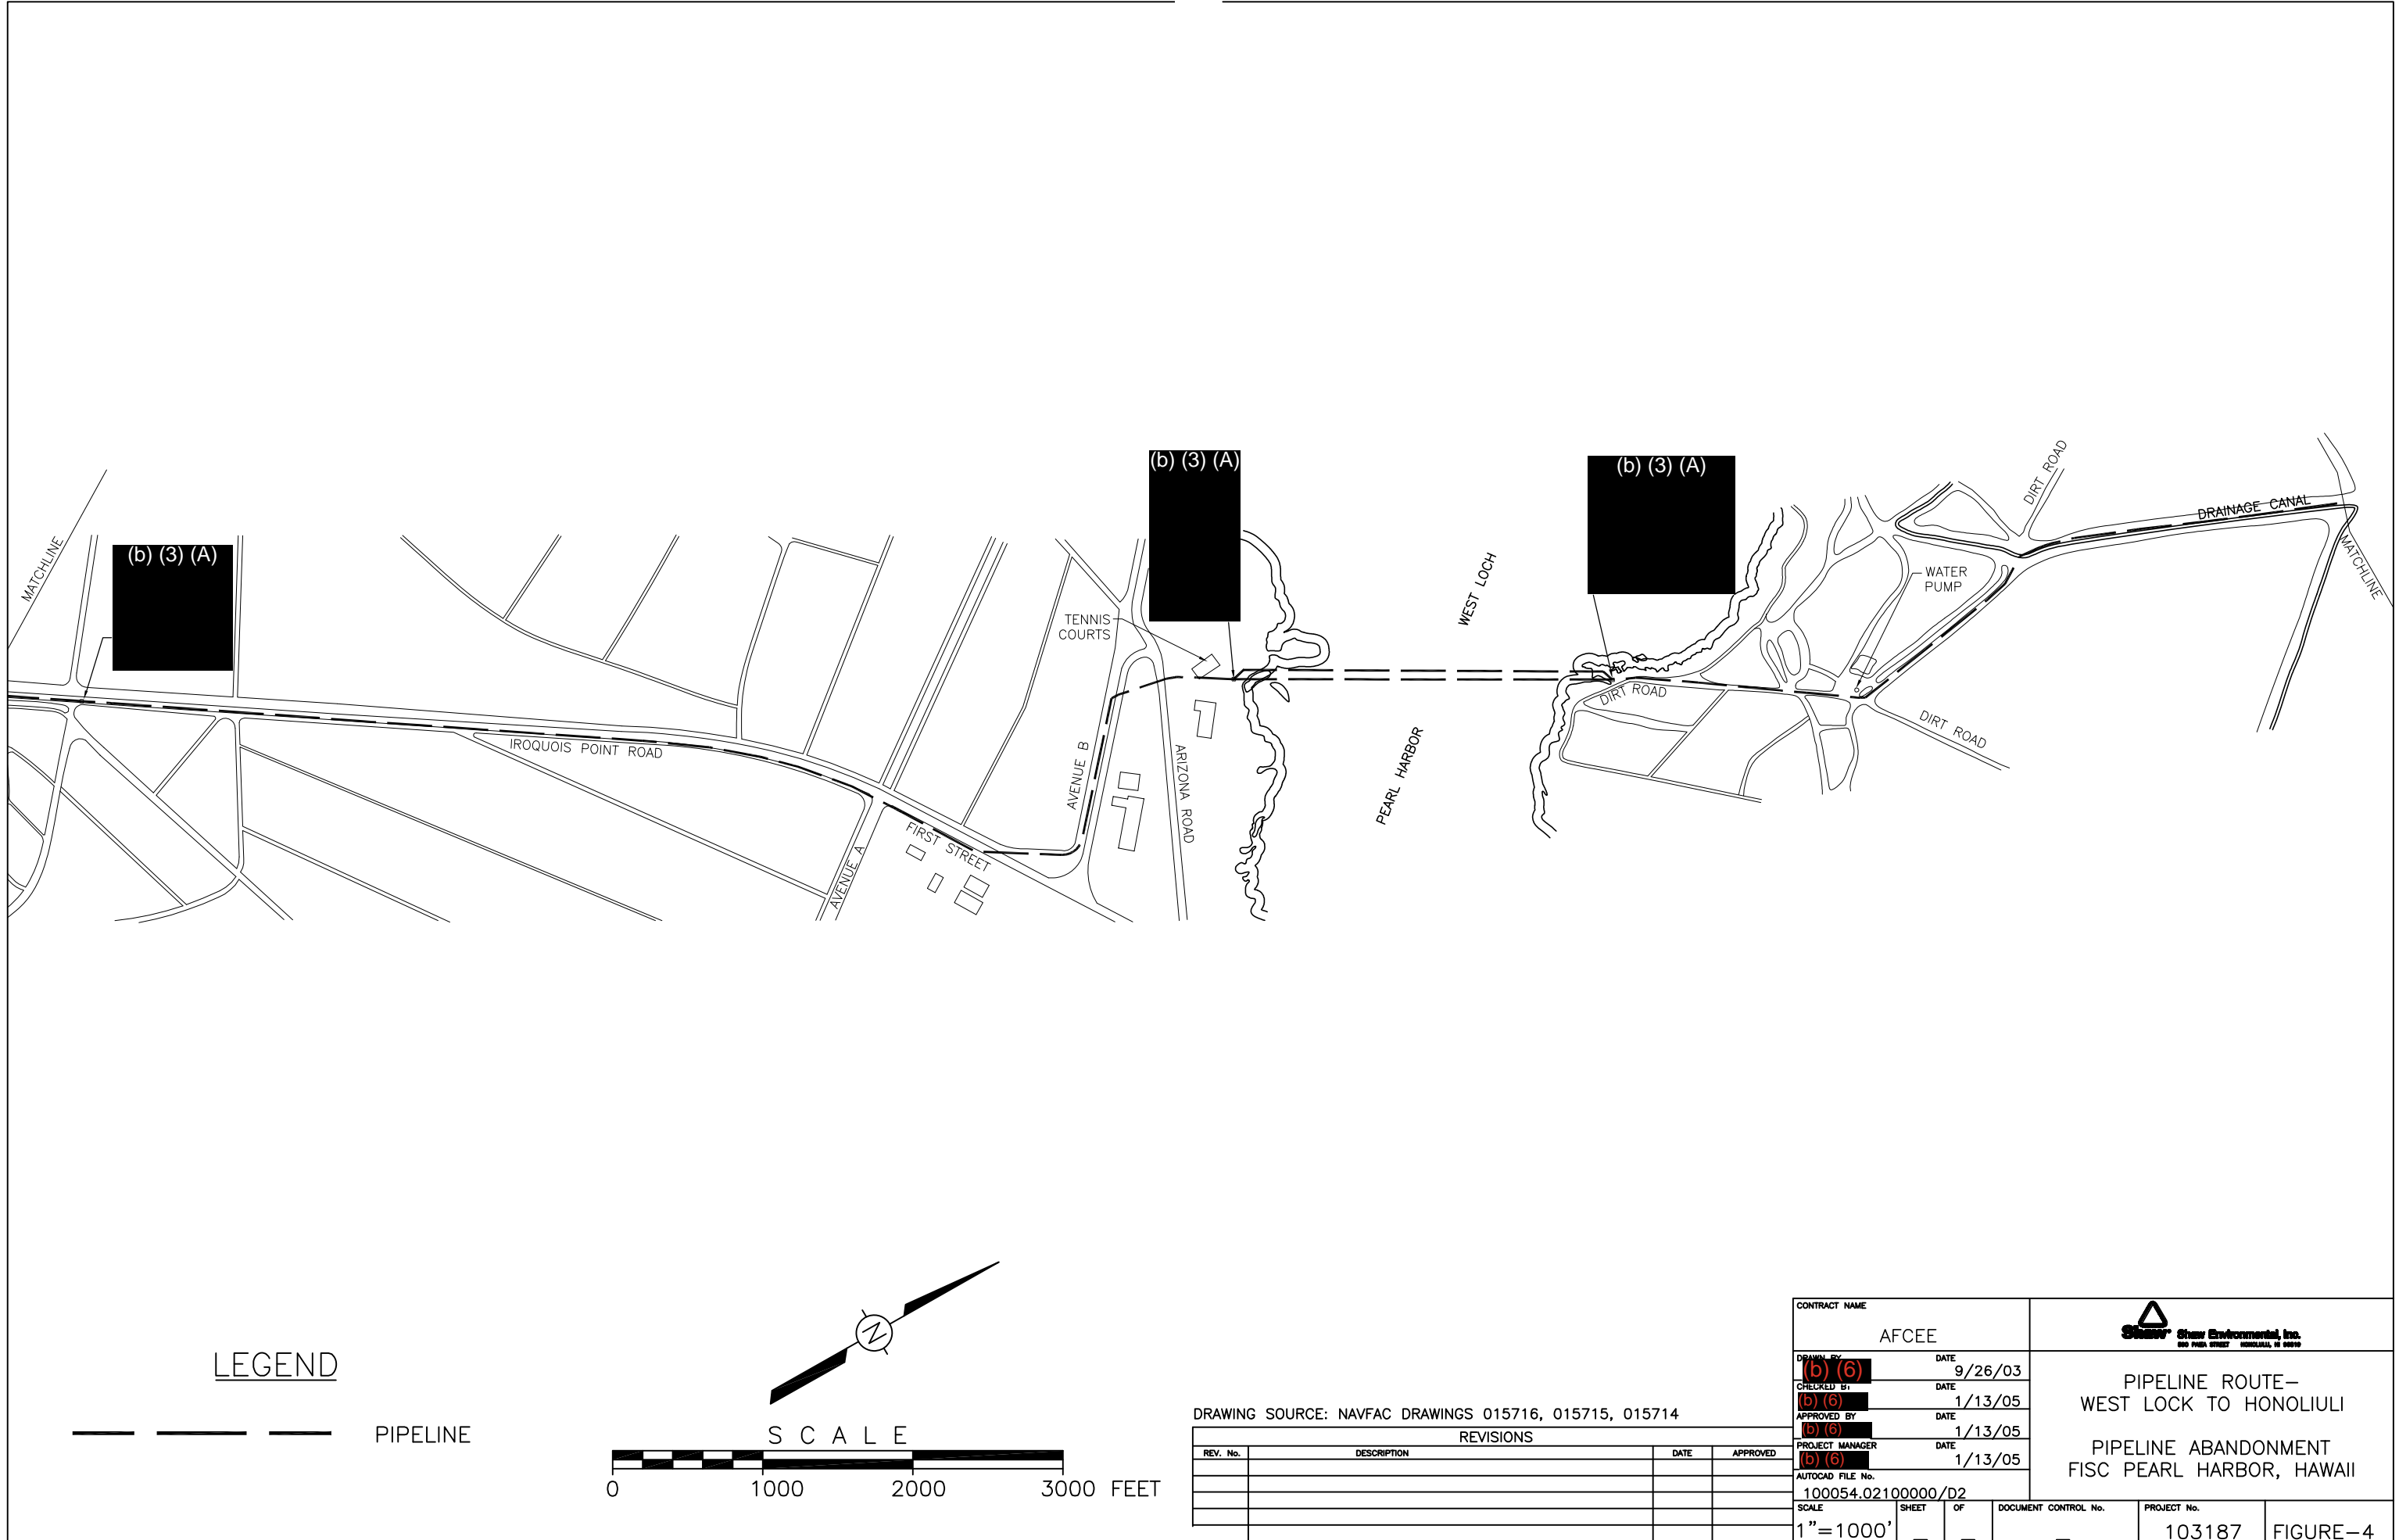 (b) (3) (A)
(b) (3) (A)
(b) (3) (A)
MATCHLINE
IROQUOIS POINT ROAD
AVENUE A
FIRST STREET
AVENUE B
ARIZONA ROAD
TENNIS
COURTS
WEST LOCH
PEARL HARBOR
DIRT ROAD
WATER
PUMP
DIRT ROAD
DIRT ROAD
DRAINAGE CANAL
MATCHLINE
LEGEND
PIPELINE
N
S C A L E
0 1000 2000 3000 FEET
DRAWING SOURCE: NAVFAC DRAWINGS 015716, 015715, 015714
REVISIONS
REV. No. DESCRIPTION DATE APPROVED
CONTRACT NAME
AFCEE
DRAWN BY DATE
(b) (6) 9/26/03
CHECKED BY DATE
(b) (6) 1/13/05
APPROVED BY DATE
(b) (6) 1/13/05
PROJECT MANAGER DATE
(b) (6) 1/13/05
AUTOCAD FILE No.
100054.02100000/D2
Shaw Shaw Environmental, Inc.
HONOLULU, HI
PIPELINE ROUTE–
WEST LOCK TO HONOLIULI
PIPELINE ABANDONMENT
FISC PEARL HARBOR, HAWAII
SCALE SHEET OF DOCUMENT CONTROL No. PROJECT No.
1"=1000' – – – 103187 FIGURE–4